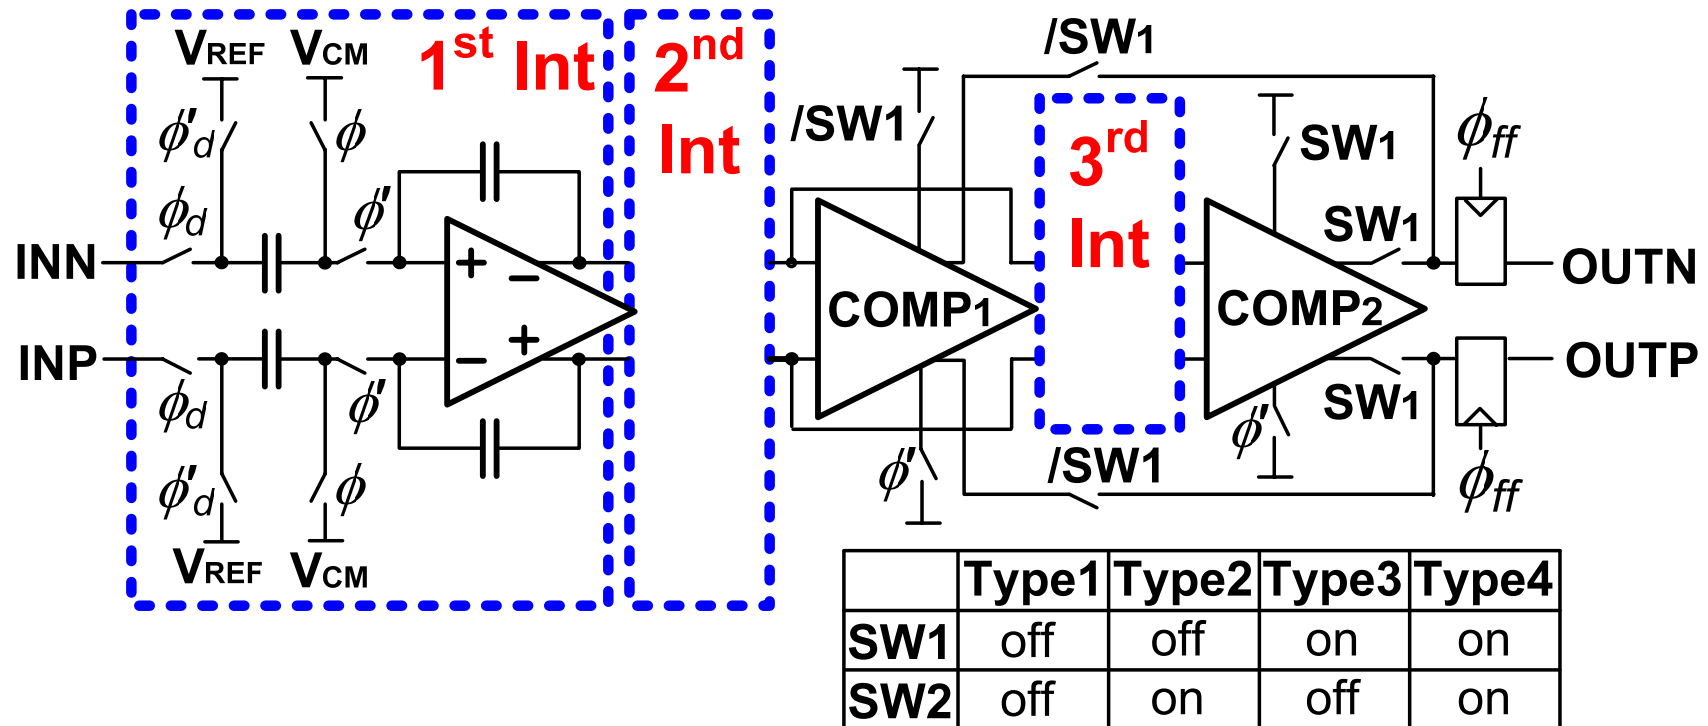 VREF VCM 1st Int 2nd Int /SW1
ϕ'd ϕ /SW1 3rd Int SW1 ϕff
ϕd ϕ' SW1
INN + − COMP1 COMP2 OUTN
INP − + OUTP
ϕd ϕ' SW1
ϕ'd ϕ ϕ' /SW1 ϕ' ϕff
VREF VCM
Type1 Type2 Type3 Type4
SW1 off off on on
SW2 off on off on